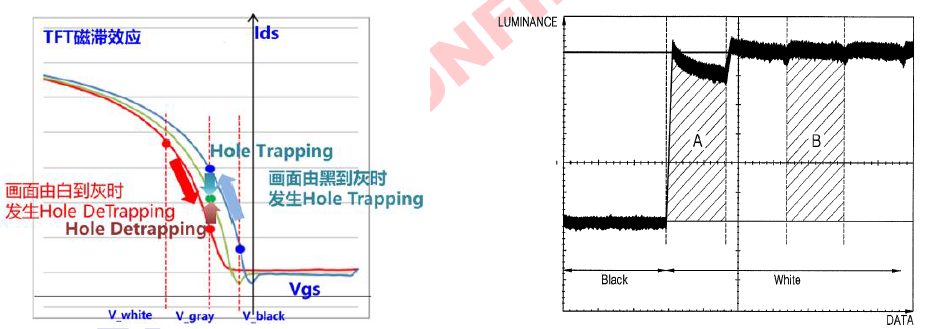 TFT磁滞效应
Ids
Hole Trapping
画面由黑到灰时
发生Hole Trapping
画面由白到灰时
发生Hole DeTrapping
Hole Detrapping
Vgs
V_white
V_gray
V_black
LUMINANCE
A
B
Black
White
DATA